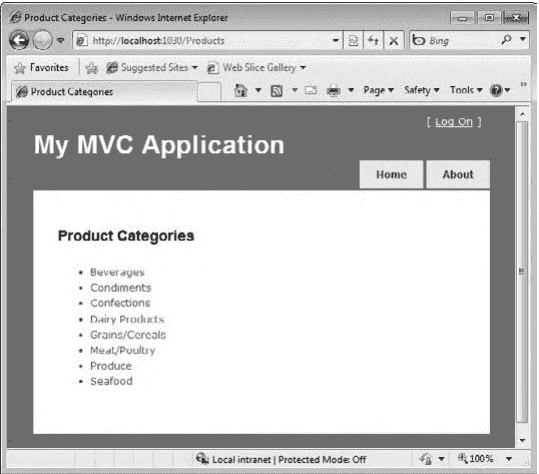 Product Categories - Windows Internet Explorer
http://localhost:1030/Products
Bing
Favorites
Suggested Sites
Web Slice Gallery
Product Categories
Page
Safety
Tools
[ Log On ]
My MVC Application
Home
About
Product Categories
Beverages
Condiments
Confections
Dairy Products
Grains/Cereals
Meat/Poultry
Produce
Seafood
Local intranet | Protected Mode: Off
100%